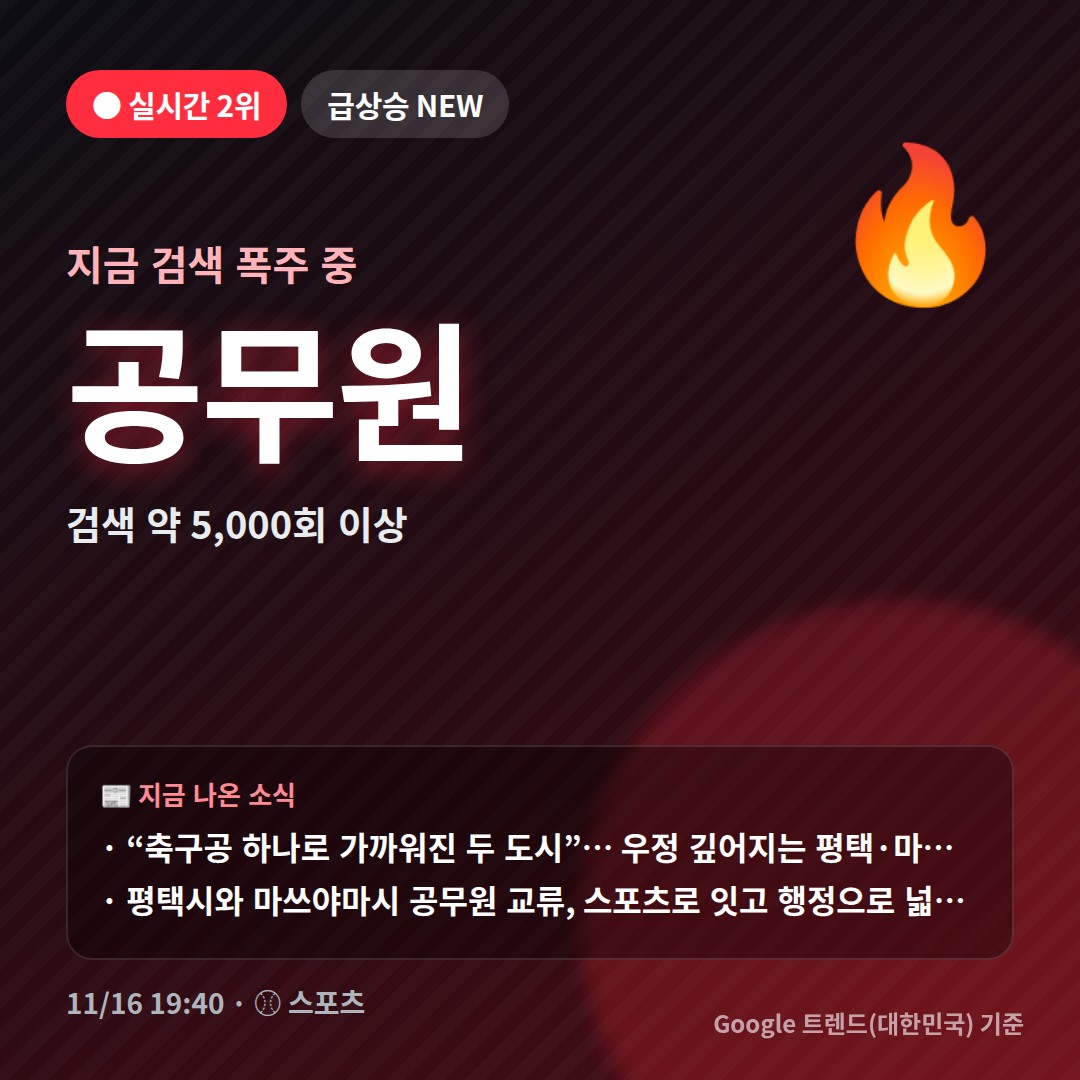 실시간 2위
급상승 NEW
지금 검색 폭주 중
공무원
검색 약 5,000회 이상
지금 나온 소식
· “축구공 하나로 가까워진 두 도시”… 우정 깊어지는 평택·마…
· 평택시와 마쓰야마시 공무원 교류, 스포츠로 잇고 행정으로 넓…
11/16 19:40 · ⚾ 스포츠
Google 트렌드(대한민국) 기준